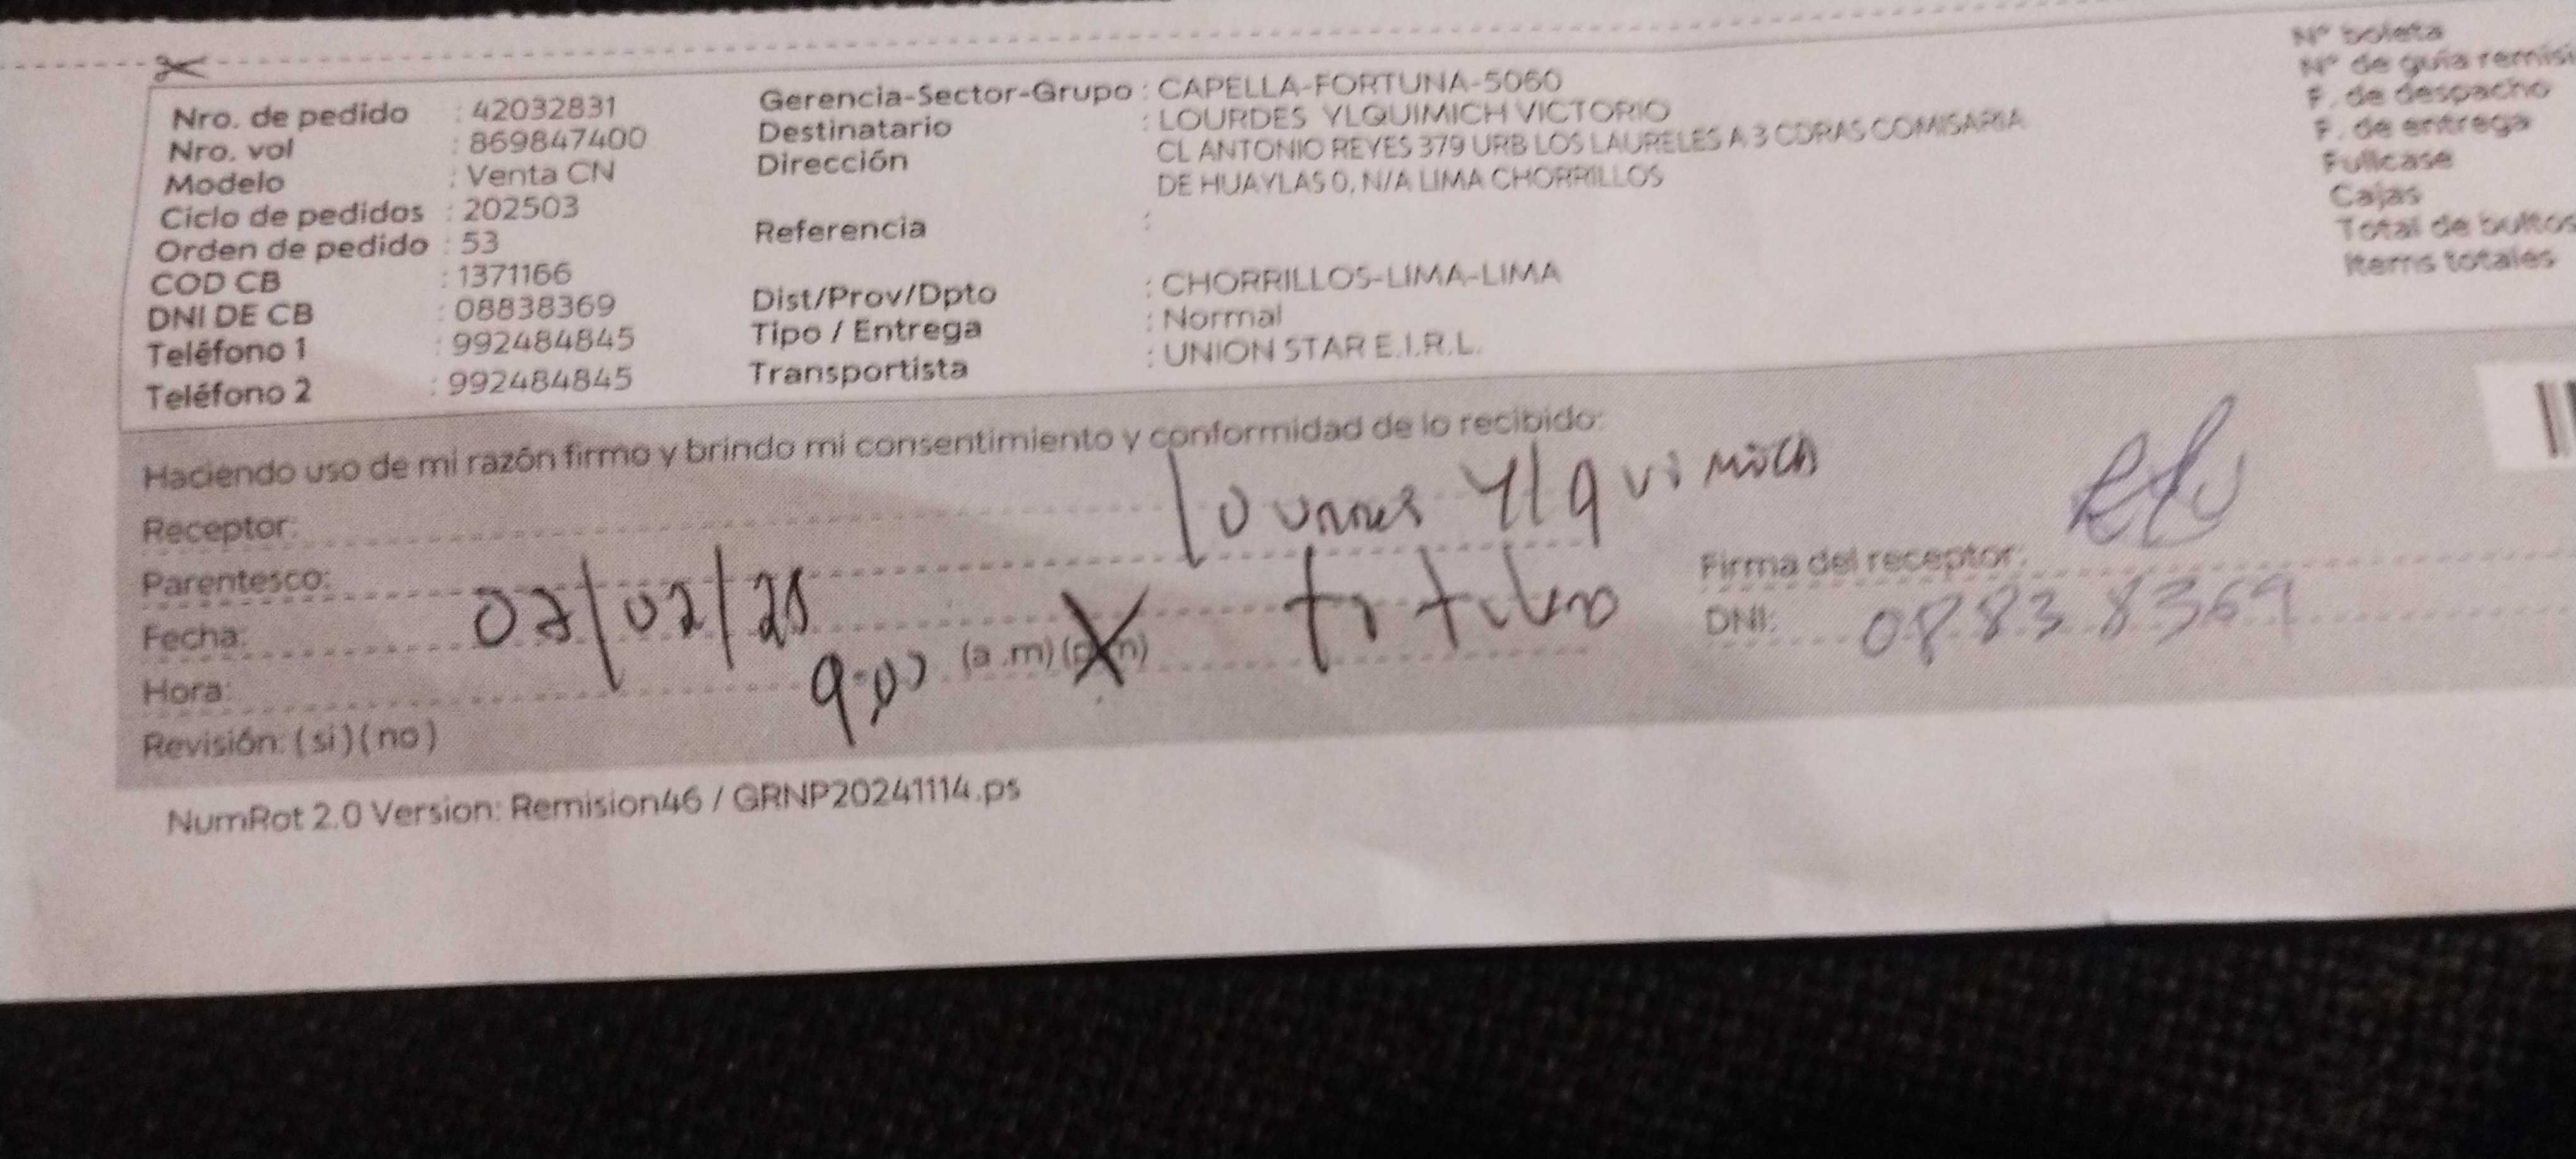 Nro. de pedido : 42032831
Nro. vol : 869847400
Modelo : Venta CN
Ciclo de pedidos : 202503
Orden de pedido : 53
COD CB : 1371166
DNI DE CB : 08838369
Teléfono 1 : 992484845
Teléfono 2 : 992484845
Gerencia-Sector-Grupo : CAPELLA-FORTUNA-5060
Destinatario : LOURDES YLQUIMICH VICTORIO
Dirección CL ANTONIO REYES 379 URB LOS LAURELES A 3 CDRAS COMISARIA
DE HUAYLAS 0, N/A LIMA CHORRILLOS
Referencia :
Dist/Prov/Dpto : CHORRILLOS-LIMA-LIMA
Tipo / Entrega : Normal
Transportista : UNION STAR E.I.R.L.
Nº boleta
Nº de guía remisi
F. de despacho
F. de entrega
Fullcase
Cajas
Total de bultos
Items totales
Haciendo uso de mi razón firmo y brindo mi consentimiento y conformidad de lo recibido:
Receptor: Ylquimich
Parentesco: titular
Fecha: 07/02/25
Hora: 9:00 (a.m) (p.m)
Revisión: (si) (no)
Firma del receptor:
DNI: 08838369
NumRot 2.0 Version: Remision46 / GRNP20241114.ps